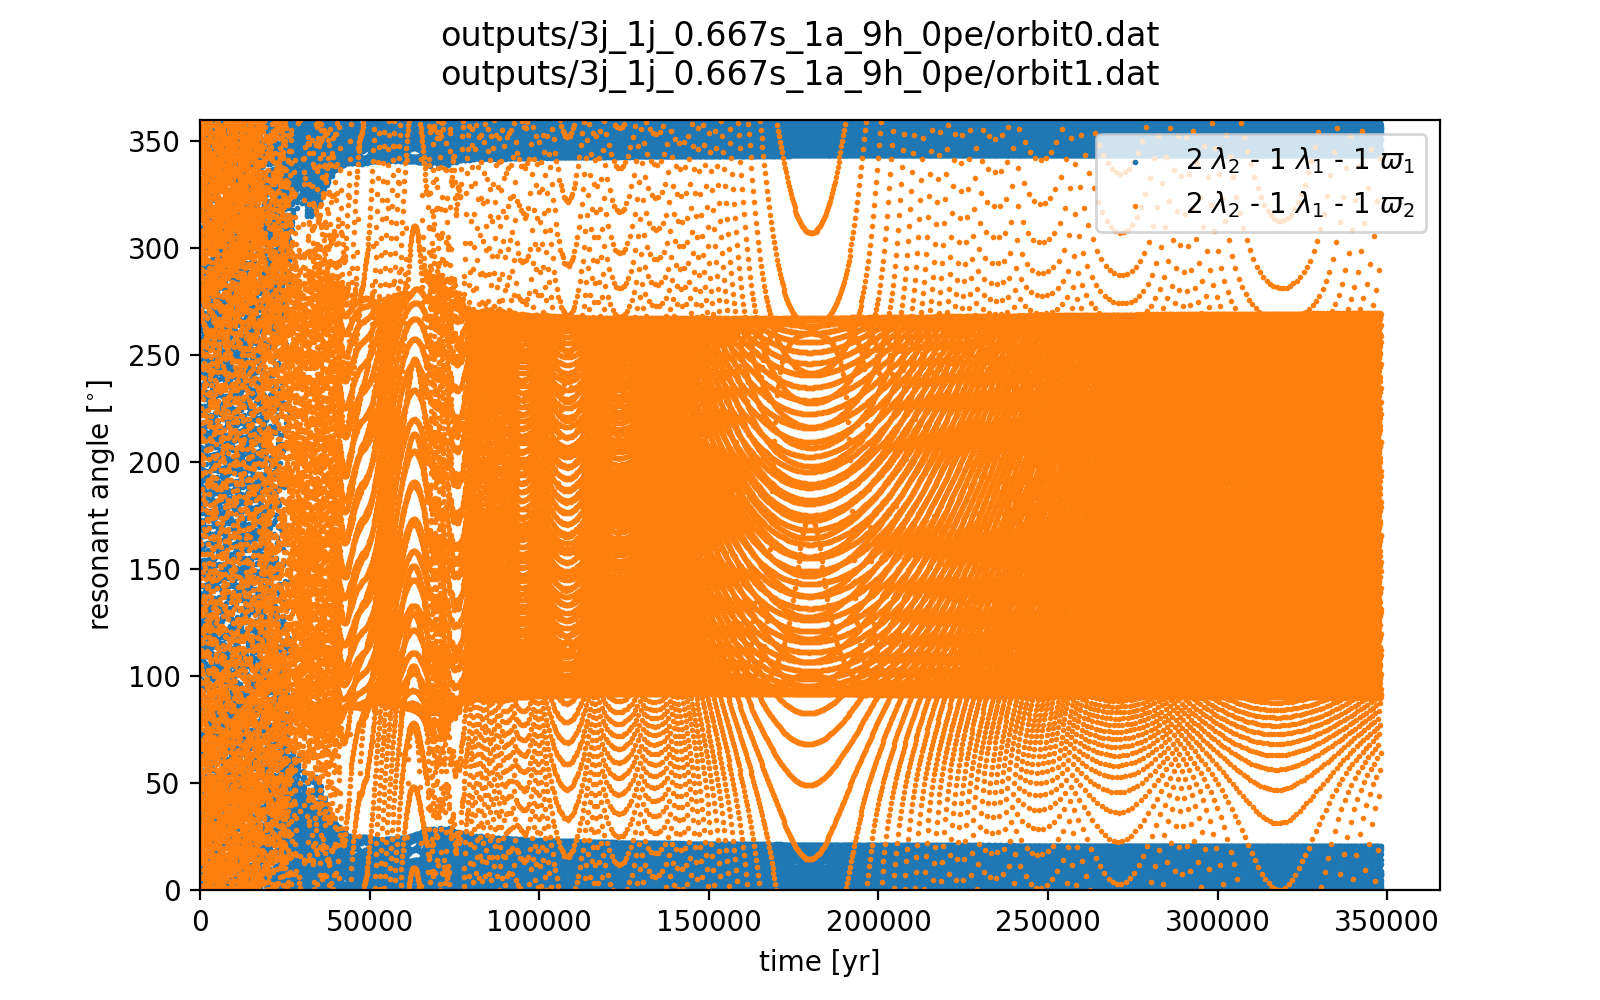 outputs/3j_1j_0.667s_1a_9h_0pe/orbit0.dat
outputs/3j_1j_0.667s_1a_9h_0pe/orbit1.dat
350
300
250
200
150
100
50
0
resonant angle [°]
2 λ₂ - 1 λ₁ - 1 ϖ₁
2 λ₂ - 1 λ₁ - 1 ϖ₂
0 50000 100000 150000 200000 250000 300000 350000
time [yr]